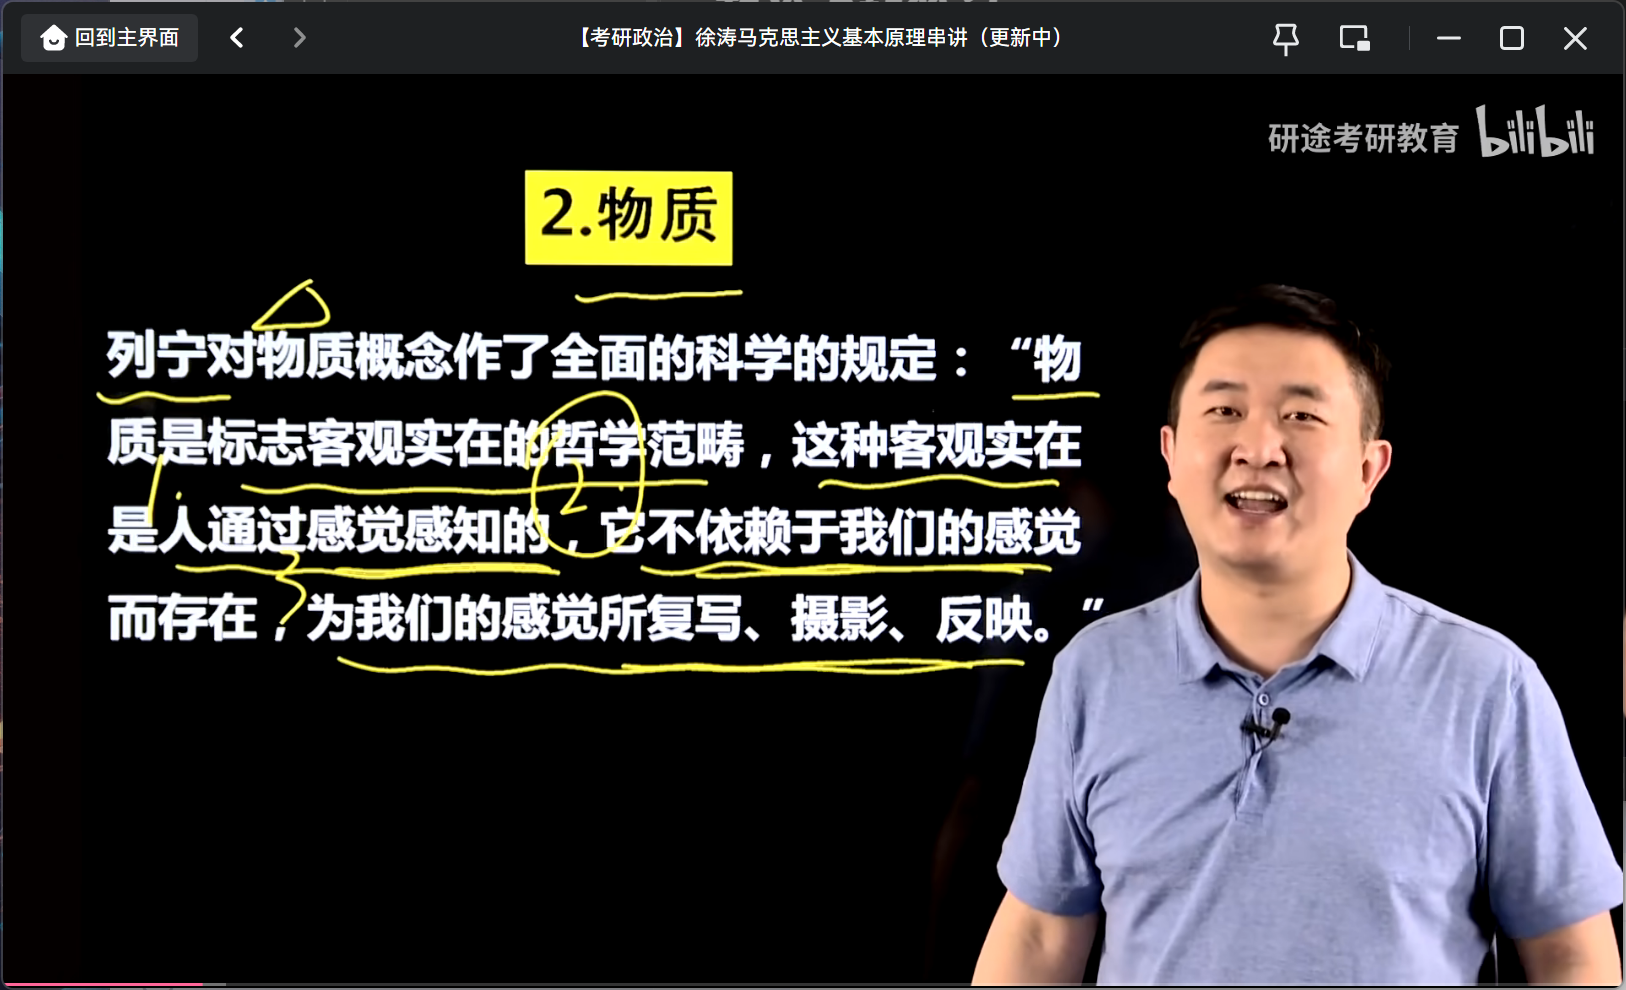 回到主界面
【考研政治】徐涛马克思主义基本原理串讲（更新中）
研途考研教育 bilibili
2.物质
列宁对物质概念作了全面的科学的规定：“物
质是标志客观实在的哲学范畴，这种客观实在
是人通过感觉感知的，它不依赖于我们的感觉
而存在，为我们的感觉所复写、摄影、反映。”
1.
2
3